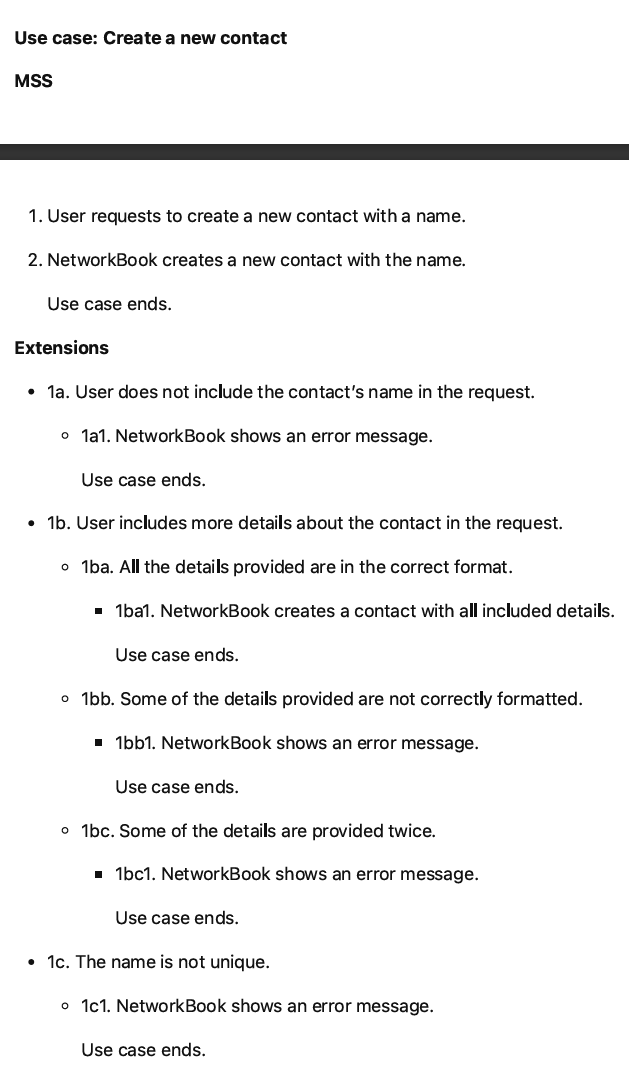 Use case: Create a new contact
MSS
1. User requests to create a new contact with a name.
2. NetworkBook creates a new contact with the name.
Use case ends.
Extensions
• 1a. User does not include the contact's name in the request.
◦ 1a1. NetworkBook shows an error message.
Use case ends.
• 1b. User includes more details about the contact in the request.
◦ 1ba. All the details provided are in the correct format.
▪ 1ba1. NetworkBook creates a contact with all included details.
Use case ends.
◦ 1bb. Some of the details provided are not correctly formatted.
▪ 1bb1. NetworkBook shows an error message.
Use case ends.
◦ 1bc. Some of the details are provided twice.
▪ 1bc1. NetworkBook shows an error message.
Use case ends.
• 1c. The name is not unique.
◦ 1c1. NetworkBook shows an error message.
Use case ends.